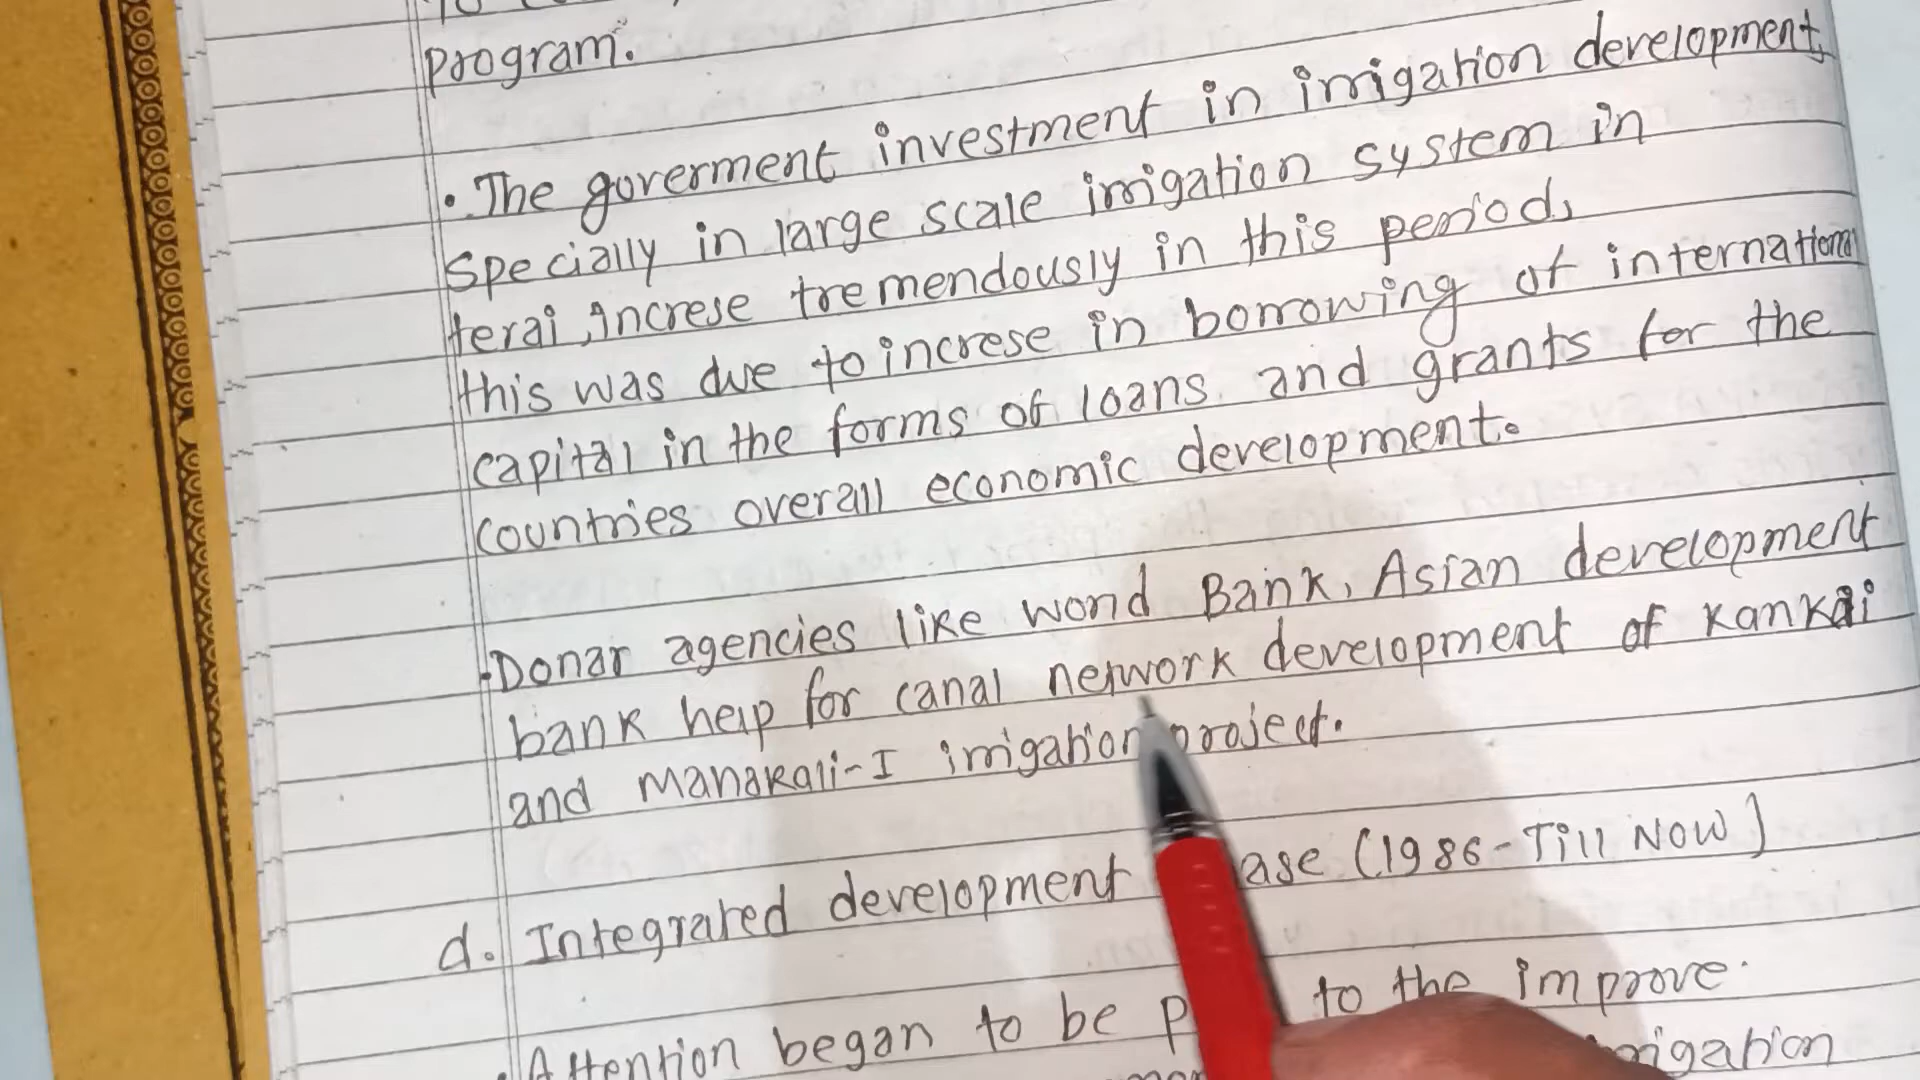 program.
• The goverment investment in irrigation development,
specially in large scale irrigation system in
terai, increse tremendously in this period,
this was due to increse in borrowing of international
capital in the forms of loans and grants for the
countries overall economic development.
• Donar agencies like world Bank, Asian development
bank help for canal network development of Kankai
and Mahakali-I irrigation project.
d. Integrated development ase (1986-Till NOW)
• Attention began to be to the improve
rigation